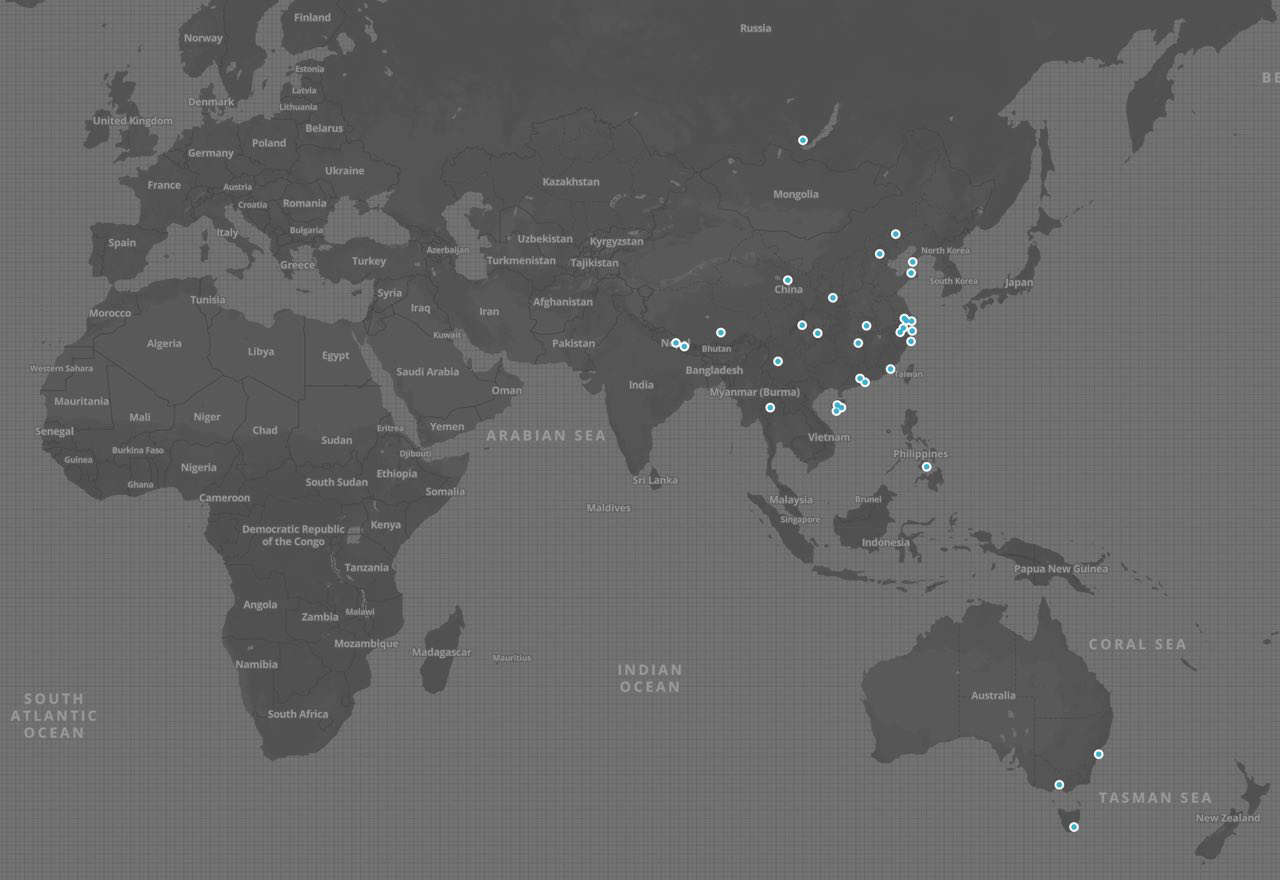 Finland
Norway
Russia
Estonia
BE
Latvia
Denmark
Lithuania
United Kingdom
Belarus
Poland
Germany
Ukraine
France
Austria
Kazakhstan
Mongolia
Croatia
Romania
Bulgaria
Italy
Spain
Uzbekistan
Kyrgyzstan
Azerbaijan
North Korea
Greece
Turkey
Turkmenistan
Tajikistan
South Korea
Japan
China
Syria
Tunisia
Morocco
Iraq
Iran
Afghanistan
Kuwait
Algeria
Libya
Egypt
Pakistan
Bhutan
Western Sahara
Saudi Arabia
Bangladesh
Taiwan
India
Oman
Myanmar (Burma)
Mauritania
Mali
Niger
Chad
Sudan
Eritrea
Yemen
Senegal
ARABIAN SEA
Vietnam
Burkina Faso
Djibouti
Philippines
Guinea
Nigeria
Ethiopia
Ghana
South Sudan
Sri Lanka
Somalia
Cameroon
Malaysia
Brunei
Maldives
Singapore
Kenya
Democratic Republic
of the Congo
Indonesia
Tanzania
Papua New Guinea
Angola
Zambia
Malawi
Mozambique
CORAL SEA
Madagascar
Mauritius
Namibia
INDIAN
OCEAN
Australia
SOUTH
ATLANTIC
OCEAN
South Africa
TASMAN SEA
New Zealand